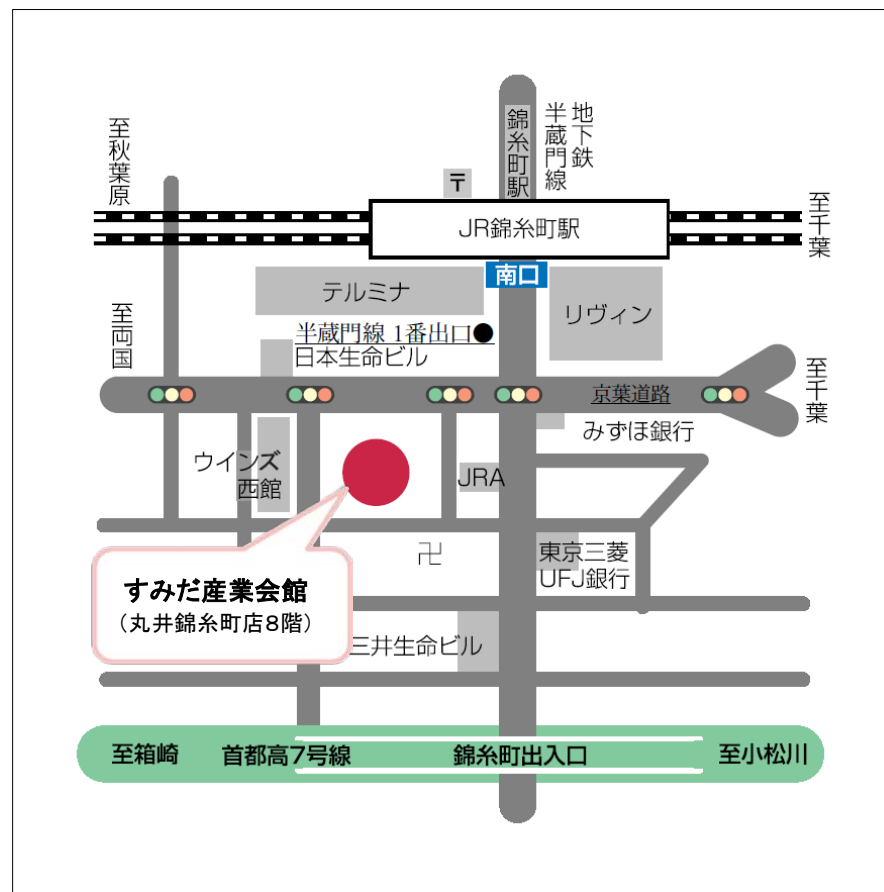 至秋葉原
錦糸町駅
地下鉄
半蔵門線
〒
JR錦糸町駅
至千葉
南口
テルミナ
リヴィン
至両国
半蔵門線 1番出口●
日本生命ビル
京葉道路
至千葉
みずほ銀行
ウインズ
西館
JRA
卍
東京三菱
UFJ銀行
すみだ産業会館
(丸井錦糸町店8階)
三井生命ビル
至箱崎
首都高7号線
錦糸町出入口
至小松川